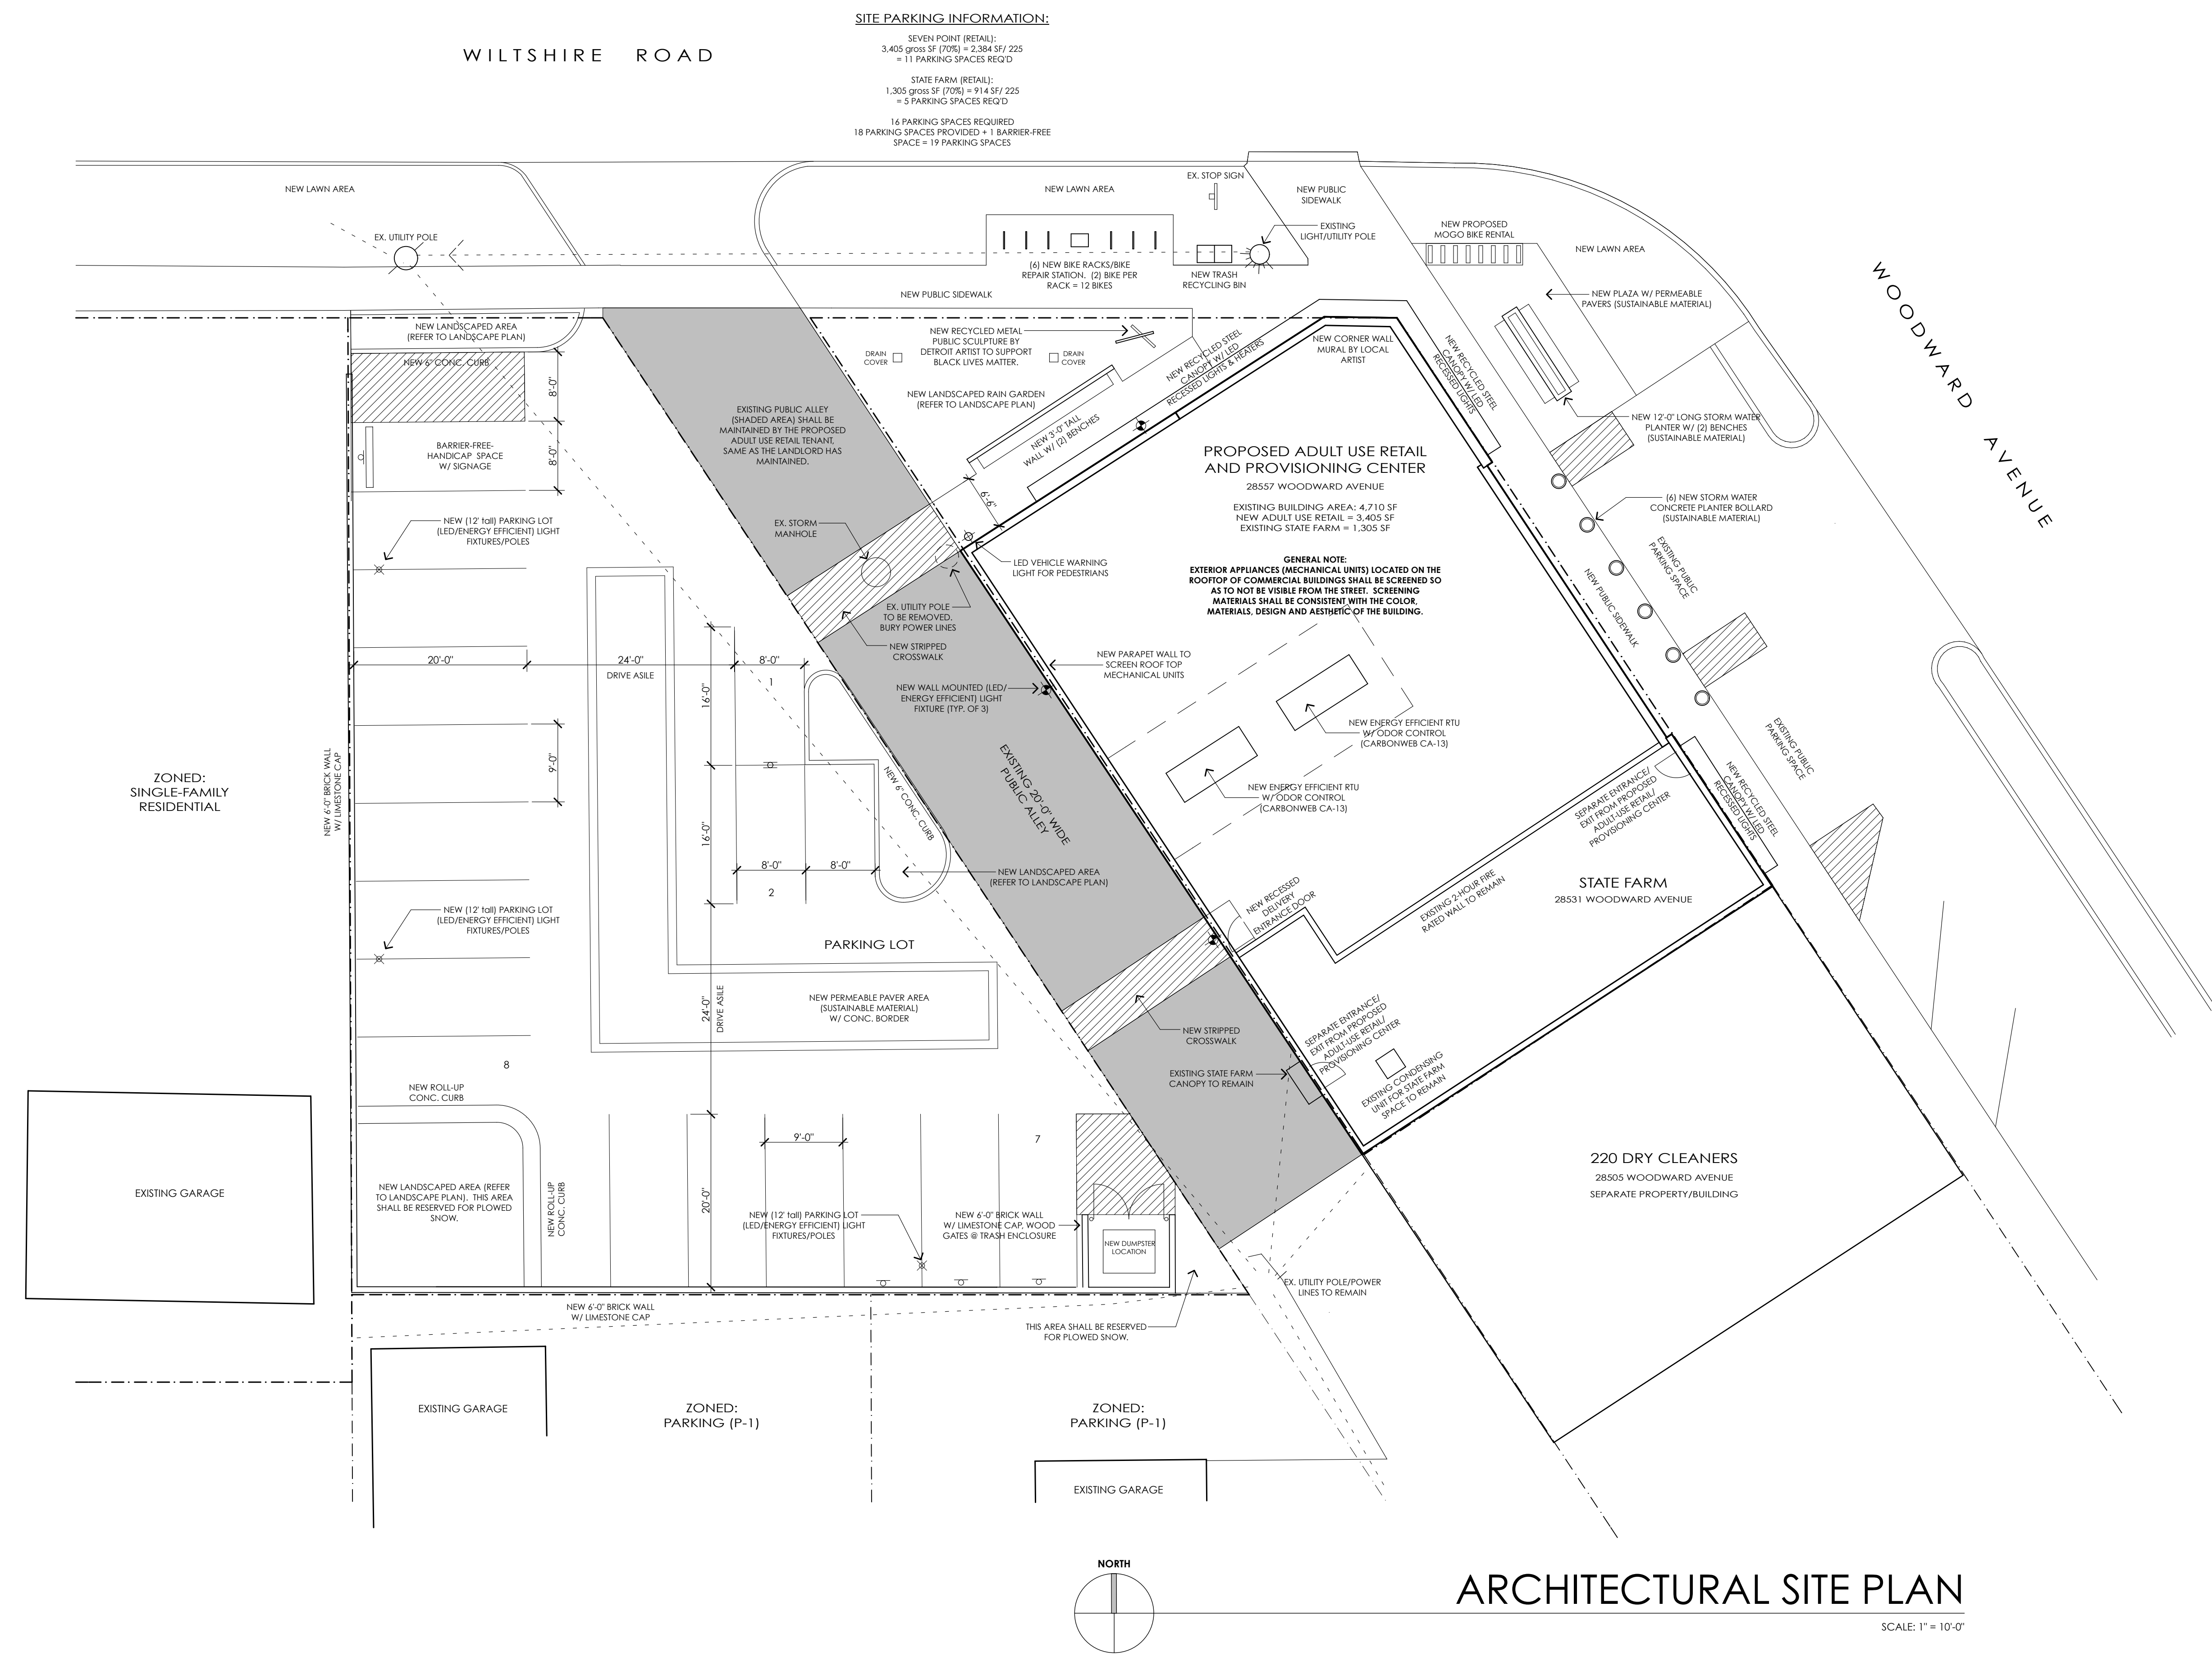 SITE PARKING INFORMATION:
SEVEN POINT (RETAIL):
3,405 gross SF (70%) = 2,384 SF/ 225
= 11 PARKING SPACES REQ'D
STATE FARM (RETAIL):
1,305 gross SF (70%) = 914 SF/ 225
= 5 PARKING SPACES REQ'D
16 PARKING SPACES REQUIRED
18 PARKING SPACES PROVIDED + 1 BARRIER-FREE
SPACE = 19 PARKING SPACES
WILTSHIRE ROAD
WOODWARD AVENUE
NEW LAWN AREA
EX. UTILITY POLE
NEW LAWN AREA
EX. STOP SIGN
NEW PUBLIC
SIDEWALK
EXISTING
LIGHT/UTILITY POLE
(6) NEW BIKE RACKS/BIKE
REPAIR STATION. (2) BIKE PER
RACK = 12 BIKES
NEW TRASH
RECYCLING BIN
NEW PROPOSED
MOGO BIKE RENTAL
NEW LAWN AREA
NEW PLAZA W/ PERMEABLE
PAVERS (SUSTAINABLE MATERIAL)
NEW PUBLIC SIDEWALK
NEW LANDSCAPED AREA
(REFER TO LANDSCAPE PLAN)
NEW 6" CONC. CURB
8'-0"
BARRIER-FREE-
HANDICAP SPACE
W/ SIGNAGE
8'-0"
NEW RECYCLED METAL
PUBLIC SCULPTURE BY
DETROIT ARTIST TO SUPPORT
BLACK LIVES MATTER.
DRAIN
COVER
DRAIN
COVER
NEW LANDSCAPED RAIN GARDEN
(REFER TO LANDSCAPE PLAN)
NEW RECYCLED STEEL
CANOPY W/ LED
RECESSED LIGHTS & HEATERS
NEW 3'-0" TALL
WALL W/ (2) BENCHES
NEW CORNER WALL
MURAL BY LOCAL
ARTIST
NEW RECYCLED STEEL
CANOPY W/ LED
RECESSED LIGHTS
NEW 12'-0" LONG STORM WATER
PLANTER W/ (2) BENCHES
(SUSTAINABLE MATERIAL)
EXISTING PUBLIC ALLEY
(SHADED AREA) SHALL BE
MAINTAINED BY THE PROPOSED
ADULT USE RETAIL TENANT,
SAME AS THE LANDLORD HAS
MAINTAINED.
PROPOSED ADULT USE RETAIL
AND PROVISIONING CENTER
28557 WOODWARD AVENUE
EXISTING BUILDING AREA: 4,710 SF
NEW ADULT USE RETAIL = 3,405 SF
EXISTING STATE FARM = 1,305 SF
GENERAL NOTE:
EXTERIOR APPLIANCES (MECHANICAL UNITS) LOCATED ON THE
ROOFTOP OF COMMERCIAL BUILDINGS SHALL BE SCREENED SO
AS TO NOT BE VISIBLE FROM THE STREET. SCREENING
MATERIALS SHALL BE CONSISTENT WITH THE COLOR,
MATERIALS, DESIGN AND AESTHETIC OF THE BUILDING.
(6) NEW STORM WATER
CONCRETE PLANTER BOLLARD
(SUSTAINABLE MATERIAL)
EXISTING PUBLIC
PARKING SPACE
NEW PUBLIC SIDEWALK
EXISTING PUBLIC
PARKING SPACE
6'-6"
EX. STORM
MANHOLE
LED VEHICLE WARNING
LIGHT FOR PEDESTRIANS
EX. UTILITY POLE
TO BE REMOVED.
BURY POWER LINES
NEW STRIPPED
CROSSWALK
NEW (12' tall) PARKING LOT
(LED/ENERGY EFFICIENT) LIGHT
FIXTURES/POLES
20'-0"
24'-0"
DRIVE ASILE
8'-0"
1
16'-0"
NEW WALL MOUNTED (LED/
ENERGY EFFICIENT) LIGHT
FIXTURE (TYP. OF 3)
NEW PARAPET WALL TO
SCREEN ROOF TOP
MECHANICAL UNITS
NEW ENERGY EFFICIENT RTU
W/ ODOR CONTROL
(CARBONWEB CA-13)
NEW ENERGY EFFICIENT RTU
W/ ODOR CONTROL
(CARBONWEB CA-13)
ZONED:
SINGLE-FAMILY
RESIDENTIAL
NEW 6'-0" BRICK WALL
W/ LIMESTONE CAP
9'-0"
NEW 6" CONC. CURB
EXISTING 20'-0" WIDE
PUBLIC ALLEY
16'-0"
8'-0"
8'-0"
2
NEW LANDSCAPED AREA
(REFER TO LANDSCAPE PLAN)
SEPARATE ENTRANCE/
EXIT FROM PROPOSED
ADULT-USE RETAIL/
PROVISIONING CENTER
NEW RECYCLED STEEL
CANOPY W/ LED
RECESSED LIGHTS
STATE FARM
28531 WOODWARD AVENUE
EXISTING 2-HOUR FIRE
RATED WALL TO REMAIN
NEW RECESSED
DELIVERY
ENTRANCE DOOR
NEW (12' tall) PARKING LOT
(LED/ENERGY EFFICIENT) LIGHT
FIXTURES/POLES
PARKING LOT
24'-0"
DRIVE ASILE
NEW PERMEABLE PAVER AREA
(SUSTAINABLE MATERIAL)
W/ CONC. BORDER
NEW STRIPPED
CROSSWALK
SEPARATE ENTRANCE/
EXIT FROM PROPOSED
ADULT-USE RETAIL/
PROVISIONING CENTER
EXISTING STATE FARM
CANOPY TO REMAIN
EXISTING CONDENSING
UNIT FOR STATE FARM
SPACE TO REMAIN
8
NEW ROLL-UP
CONC. CURB
9'-0"
7
220 DRY CLEANERS
28505 WOODWARD AVENUE
SEPARATE PROPERTY/BUILDING
EXISTING GARAGE
NEW LANDSCAPED AREA (REFER
TO LANDSCAPE PLAN). THIS AREA
SHALL BE RESERVED FOR PLOWED
SNOW.
NEW ROLL-UP
CONC. CURB
20'-0"
NEW (12' tall) PARKING LOT
(LED/ENERGY EFFICIENT) LIGHT
FIXTURES/POLES
NEW 6'-0" BRICK WALL
W/ LIMESTONE CAP, WOOD
GATES @ TRASH ENCLOSURE
NEW DUMPSTER
LOCATION
EX. UTILITY POLE/POWER
LINES TO REMAIN
NEW 6'-0" BRICK WALL
W/ LIMESTONE CAP
THIS AREA SHALL BE RESERVED
FOR PLOWED SNOW.
EXISTING GARAGE
ZONED:
PARKING (P-1)
ZONED:
PARKING (P-1)
EXISTING GARAGE
NORTH
ARCHITECTURAL SITE PLAN
SCALE: 1" = 10'-0"